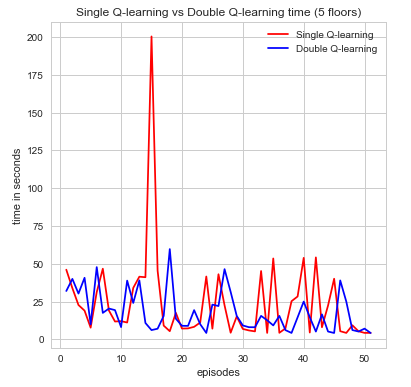 Single Q-learning vs Double Q-learning time (5 floors)
Single Q-learning
Double Q-learning
time in seconds
200
175
150
125
100
75
50
25
0
0 10 20 30 40 50
episodes